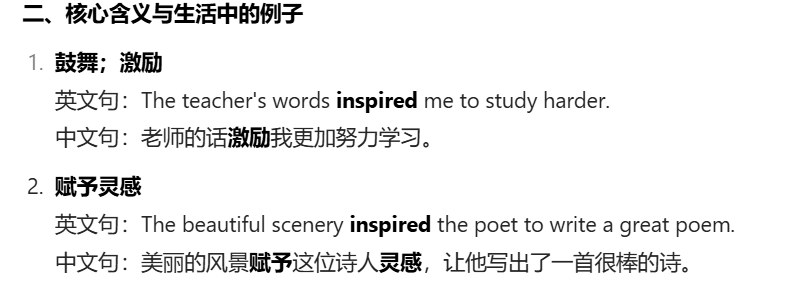 二、核心含义与生活中的例子
1. 鼓舞；激励
英文句：The teacher's words inspired me to study harder.
中文句：老师的话激励我更加努力学习。
2. 赋予灵感
英文句：The beautiful scenery inspired the poet to write a great poem.
中文句：美丽的风景赋予这位诗人灵感，让他写出了一首很棒的诗。